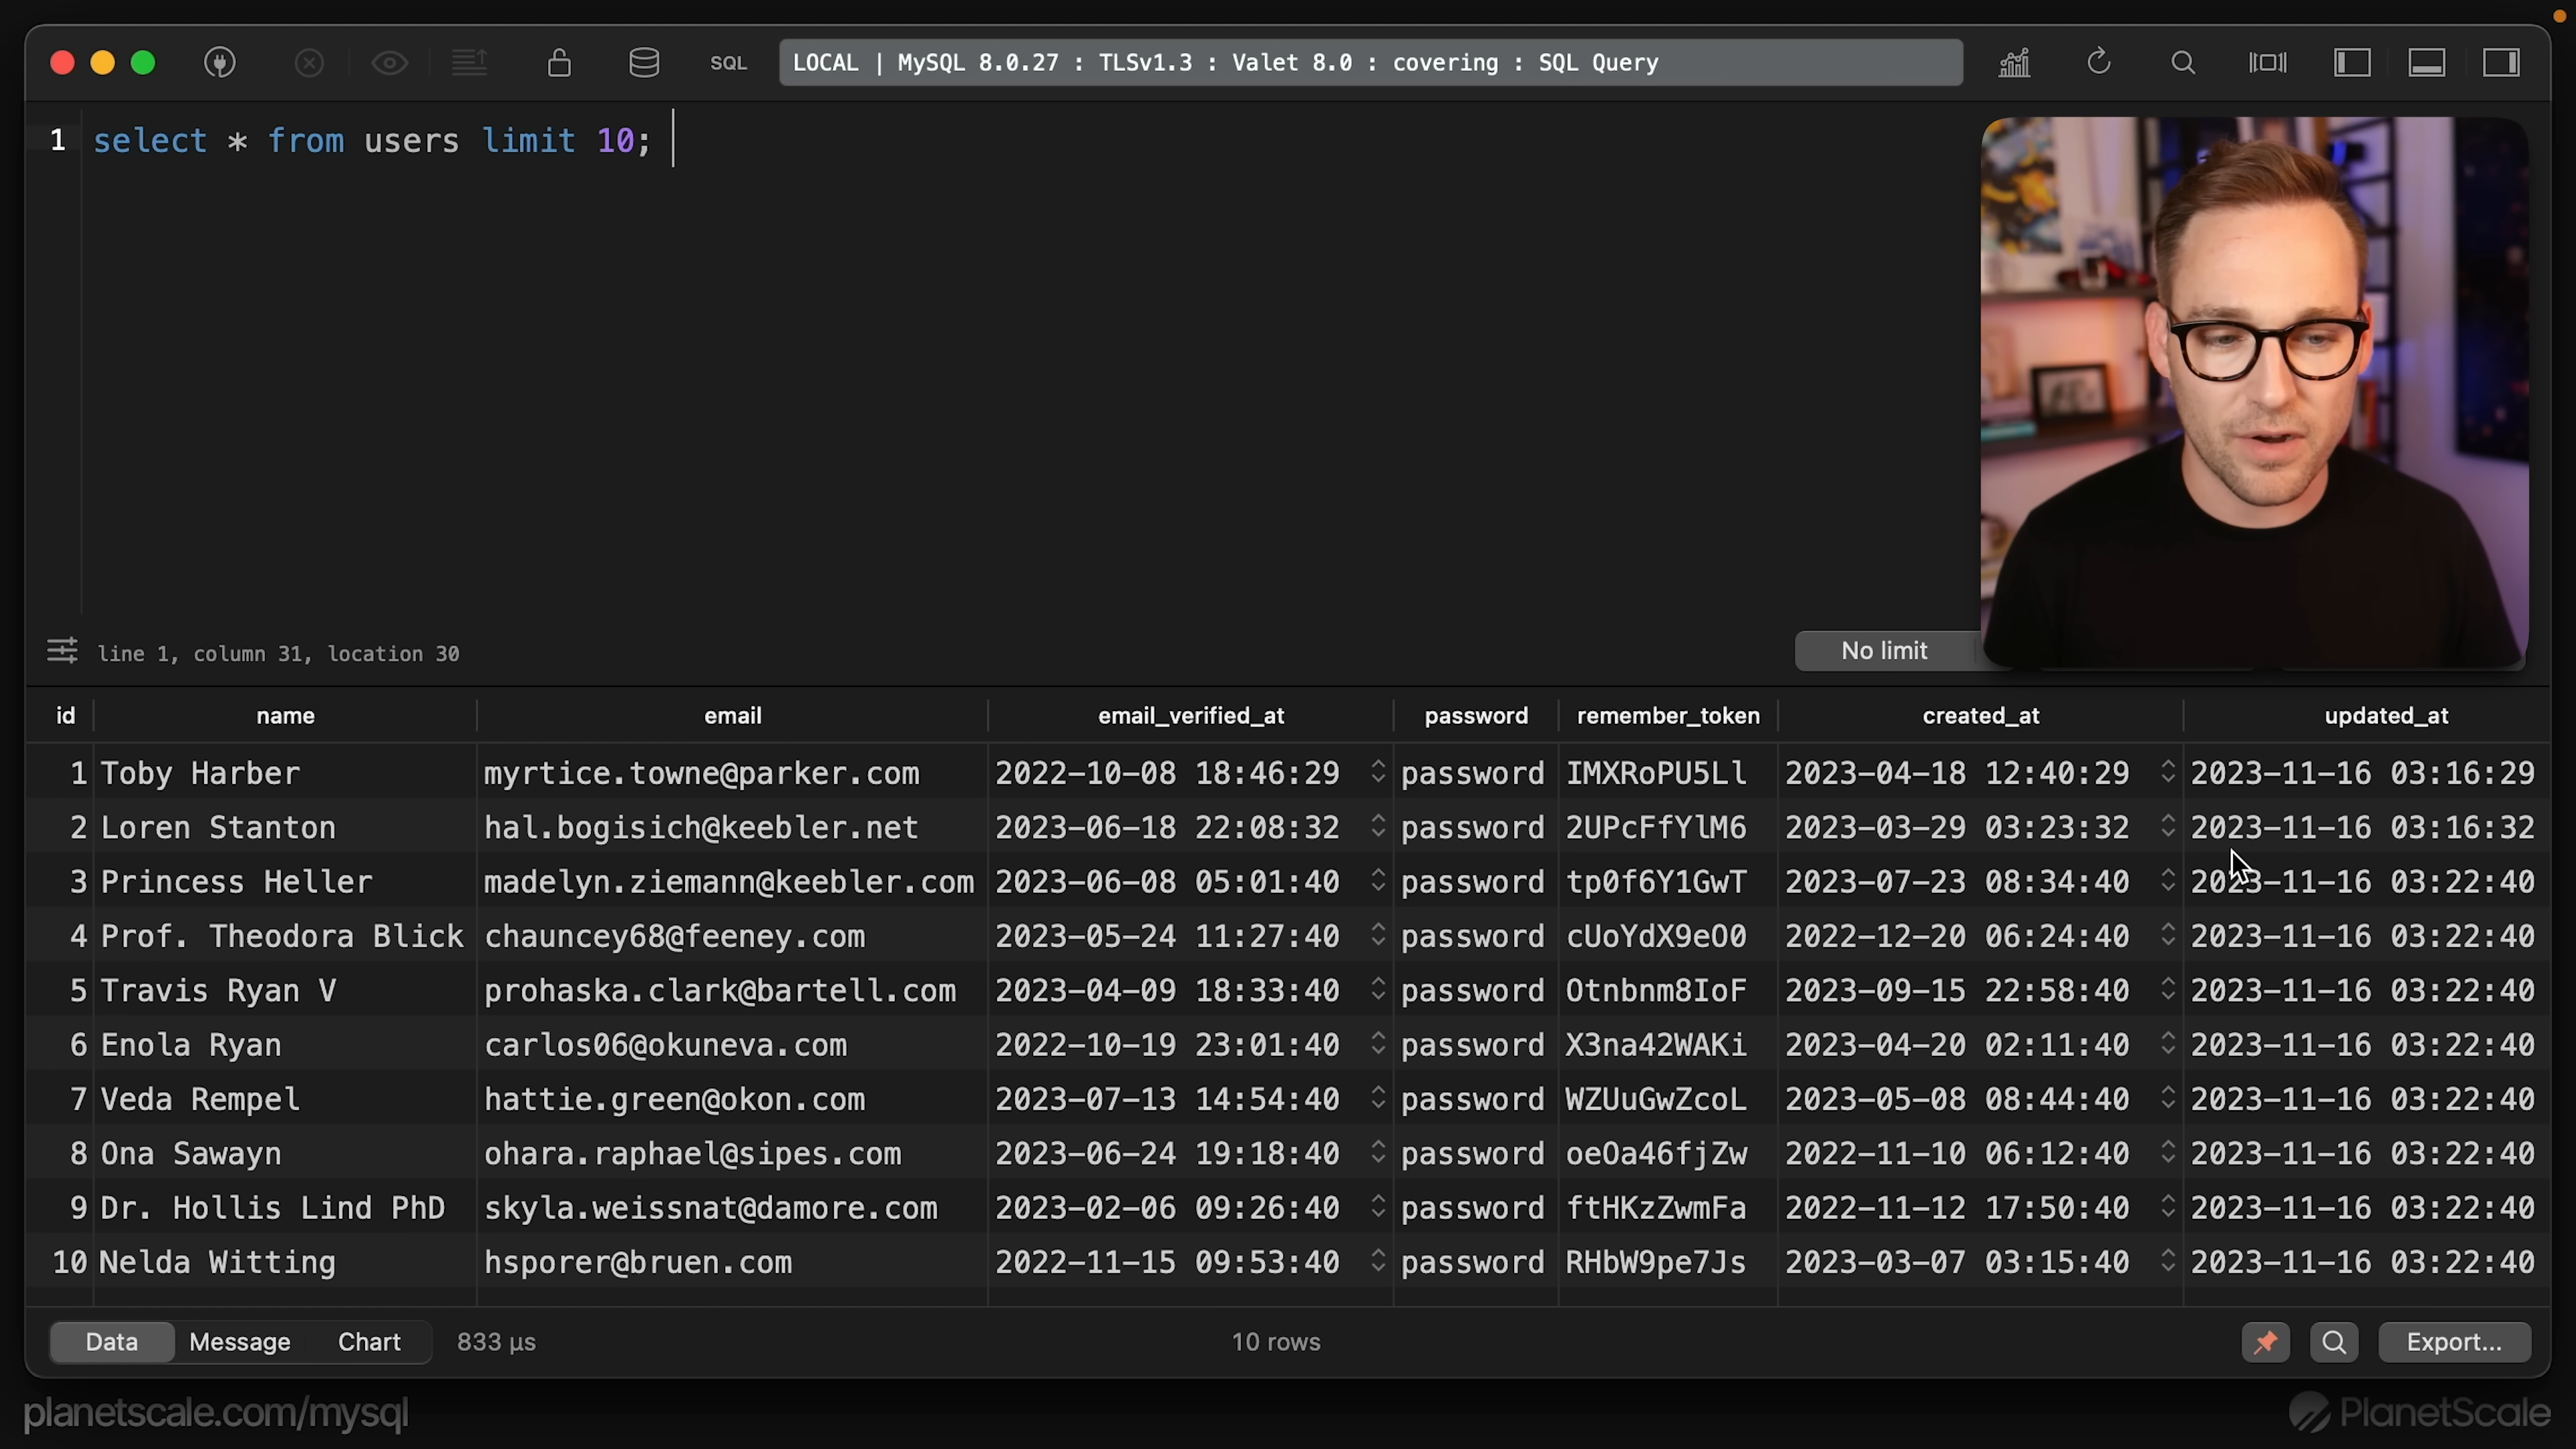 SQL LOCAL | MySQL 8.0.27 : TLSv1.3 : Valet 8.0 : covering : SQL Query
1 select * from users limit 10;
line 1, column 31, location 30 No limit
id name email email_verified_at password remember_token created_at updated_at
1 Toby Harber myrtice.towne@parker.com 2022-10-08 18:46:29 password IMXRoPU5Ll 2023-04-18 12:40:29 2023-11-16 03:16:29
2 Loren Stanton hal.bogisich@keebler.net 2023-06-18 22:08:32 password 2UPcFfYlM6 2023-03-29 03:23:32 2023-11-16 03:16:32
3 Princess Heller madelyn.ziemann@keebler.com 2023-06-08 05:01:40 password tp0f6Y1GwT 2023-07-23 08:34:40 2023-11-16 03:22:40
4 Prof. Theodora Blick chauncey68@feeney.com 2023-05-24 11:27:40 password cUoYdX9eO0 2022-12-20 06:24:40 2023-11-16 03:22:40
5 Travis Ryan V prohaska.clark@bartell.com 2023-04-09 18:33:40 password Otnbnm8IoF 2023-09-15 22:58:40 2023-11-16 03:22:40
6 Enola Ryan carlos06@okuneva.com 2022-10-19 23:01:40 password X3na42WAKi 2023-04-20 02:11:40 2023-11-16 03:22:40
7 Veda Rempel hattie.green@okon.com 2023-07-13 14:54:40 password WZUuGwZcoL 2023-05-08 08:44:40 2023-11-16 03:22:40
8 Ona Sawayn ohara.raphael@sipes.com 2023-06-24 19:18:40 password oeOa46fjZw 2022-11-10 06:12:40 2023-11-16 03:22:40
9 Dr. Hollis Lind PhD skyla.weissnat@damore.com 2023-02-06 09:26:40 password ftHKzZwmFa 2022-11-12 17:50:40 2023-11-16 03:22:40
10 Nelda Witting hsporer@bruen.com 2022-11-15 09:53:40 password RHbW9pe7Js 2023-03-07 03:15:40 2023-11-16 03:22:40
Data Message Chart 833 µs 10 rows Export...
planetscale.com/mysql PlanetScale